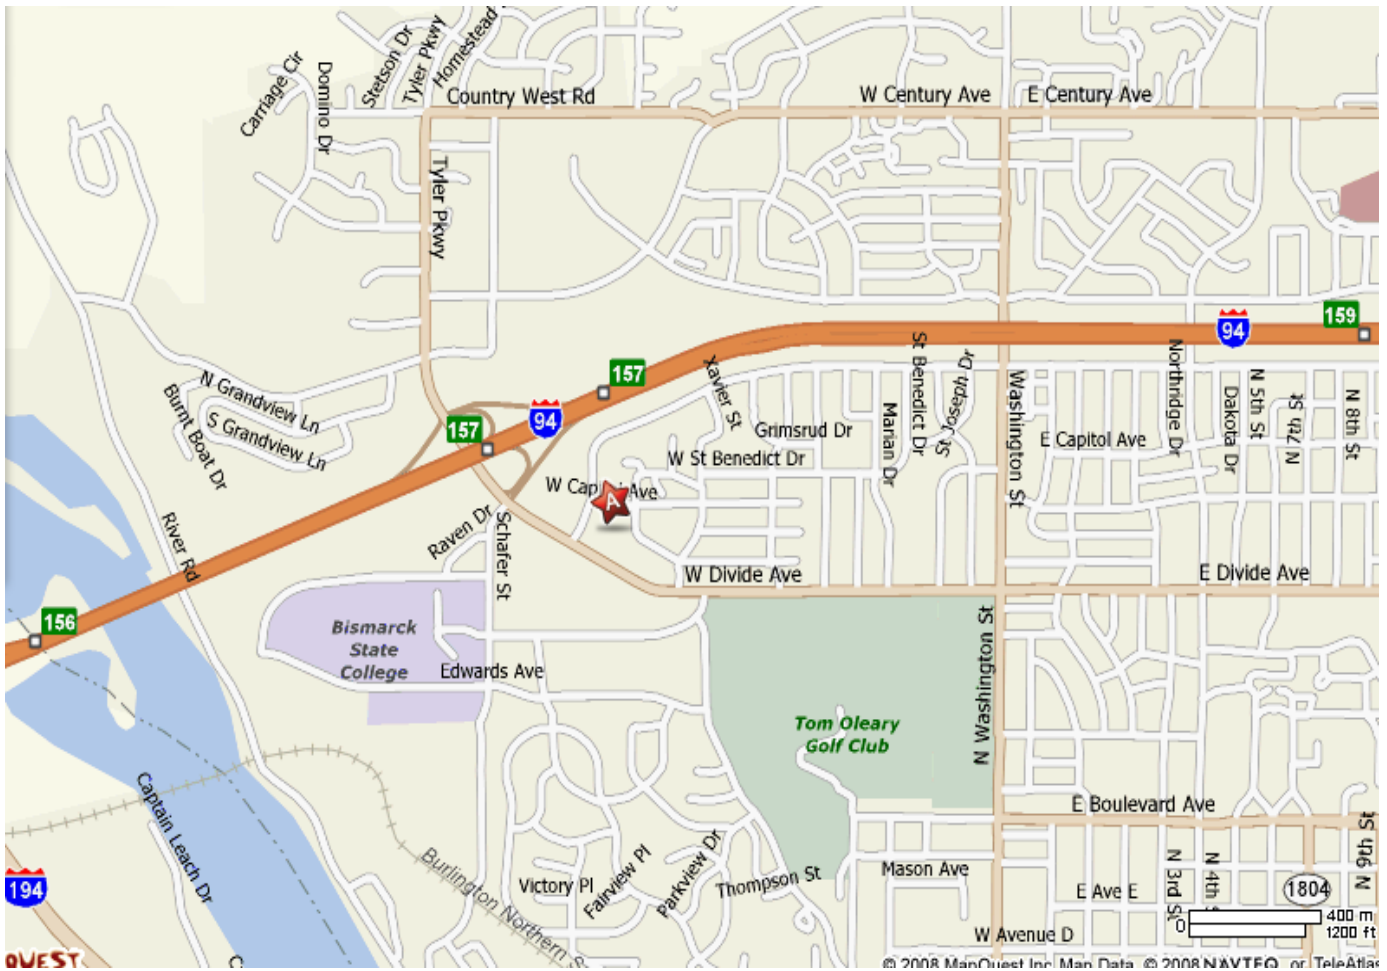 Carriage Cir
Domino Dr
Stetson Dr
Tyler Pkwy
Homestead
Country West Rd
W Century Ave
E Century Ave
Tyler Pkwy
159
94
157
94
157
N Grandview Ln
S Grandview Ln
Burnt Boat Dr
Xavier St
St Benedict Dr
St Joseph Dr
Washington St
Northridge Dr
Dakota Dr
N 5th St
N 7th St
N 8th St
Grimsrud Dr
Marian Dr
E Capitol Ave
W St Benedict Dr
W Capitol Ave
A
River Rd
Raven Dr
Schafer St
W Divide Ave
E Divide Ave
156
Bismarck
State
College
Edwards Ave
N Washington St
Tom Oleary
Golf Club
Captain Leach Dr
E Boulevard Ave
Burlington Northern S
194
Victory Pl
Fairview Pl
Parkview Dr
Thompson St
Mason Ave
E Ave E
N 3rd St
N 4th S
1804
N 9th St
W Avenue D
0
400 m
1200 ft
QUEST
C
© 2008 MapQuest Inc. Map Data © 2008 NAVTEQ or TeleAtlas